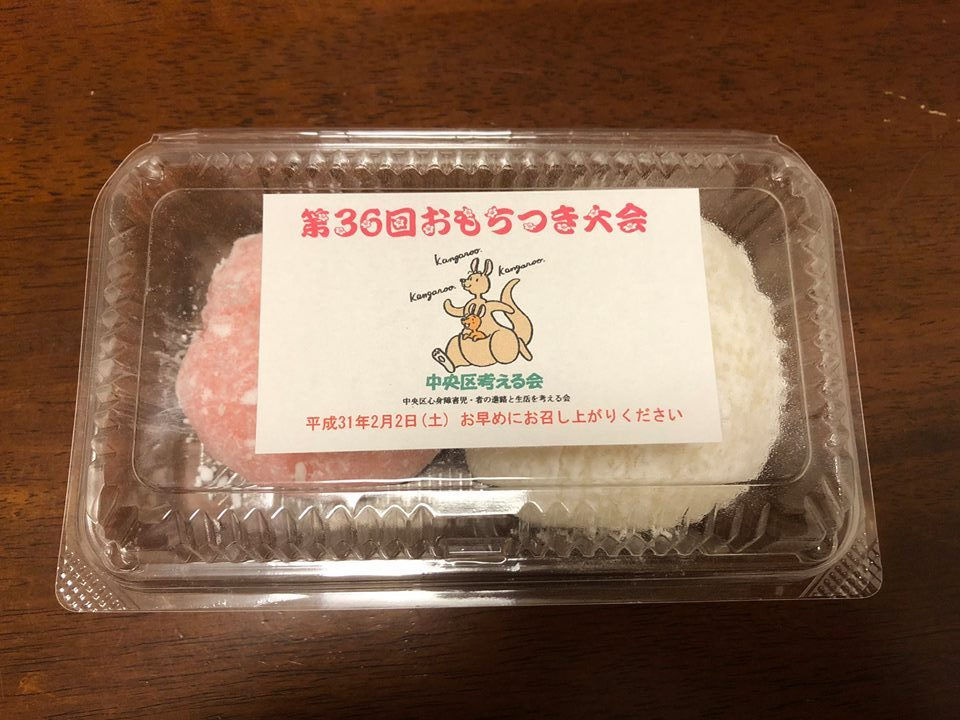 第36回おもちつき大会
Kangaroo.
Kangaroo.
Kangaroo.
中央区考える会
中央区心身障害児・者の進路と生活を考える会
平成31年2月2日(土) お早めにお召し上がりください